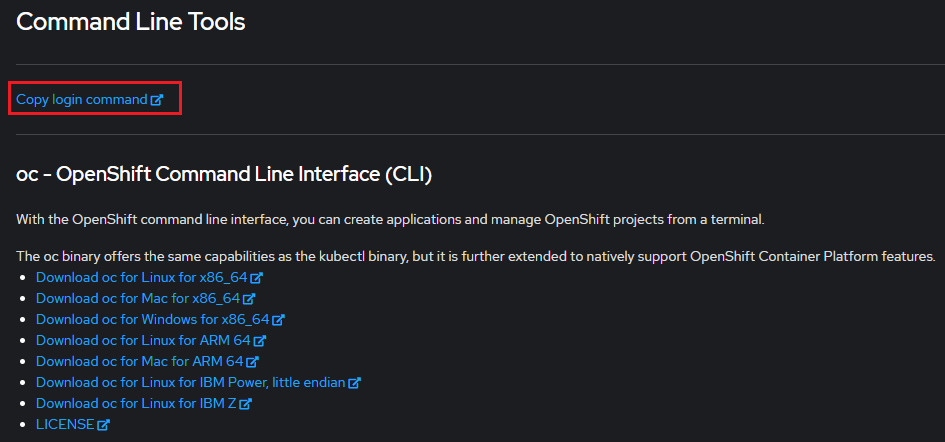 Command Line Tools
Copy login command
oc - OpenShift Command Line Interface (CLI)
With the OpenShift command line interface, you can create applications and manage OpenShift projects from a terminal.
The oc binary offers the same capabilities as the kubectl binary, but it is further extended to natively support OpenShift Container Platform features.
Download oc for Linux for x86_64
Download oc for Mac for x86_64
Download oc for Windows for x86_64
Download oc for Linux for ARM 64
Download oc for Mac for ARM 64
Download oc for Linux for IBM Power, little endian
Download oc for Linux for IBM Z
LICENSE